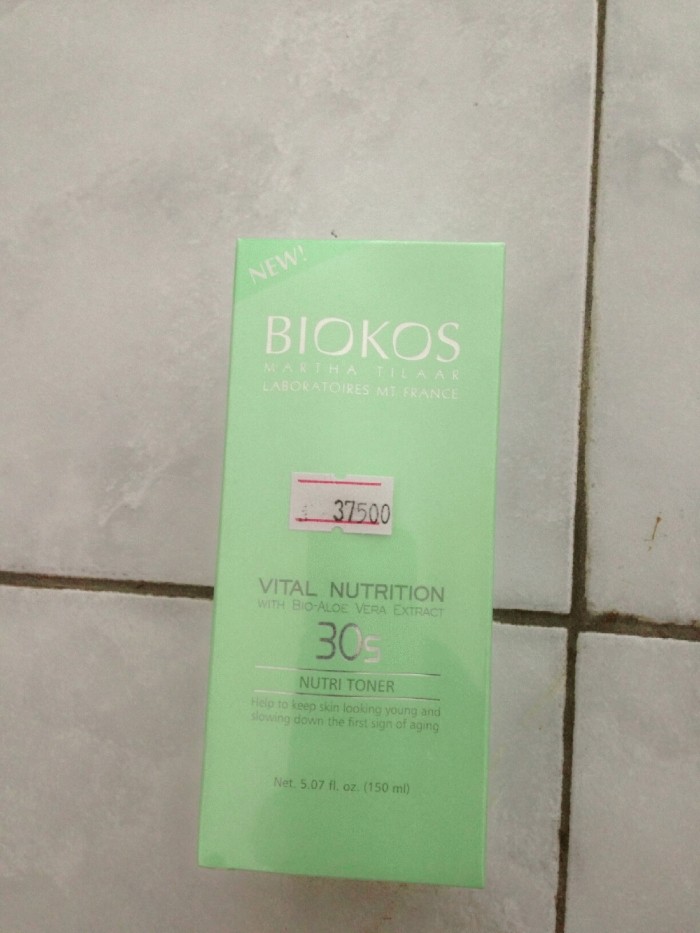 NEW!
BIOKOS
MARTHA TILAAR
LABORATOIRES MT FRANCE
37500
VITAL NUTRITION
WITH BIO-ALOE VERA EXTRACT
30s
NUTRI TONER
Help to keep skin looking young and
slowing down the first sign of aging
Net. 5.07 fl. oz. (150 ml)